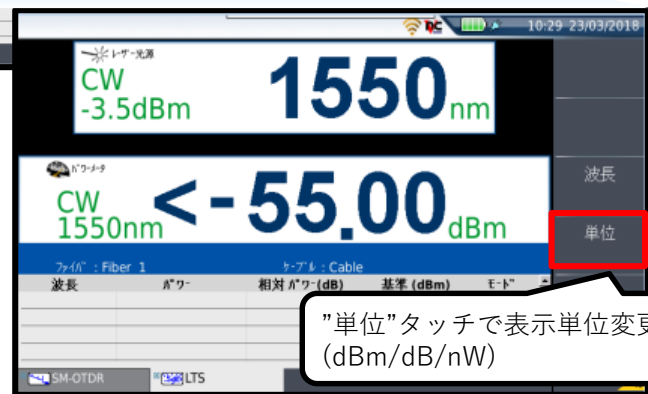 10:29 23/03/2018
レーザー光源
CW
-3.5dBm
1550nm
波長
パワーメータ
CW
1550nm
<-55.00dBm
単位
ファイバ : Fiber 1
ケーブル : Cable
波長 パワー 相対パワー(dB) 基準 (dBm) モード
”単位”タッチで表示単位変更
(dBm/dB/nW)
SM-OTDR
LTS